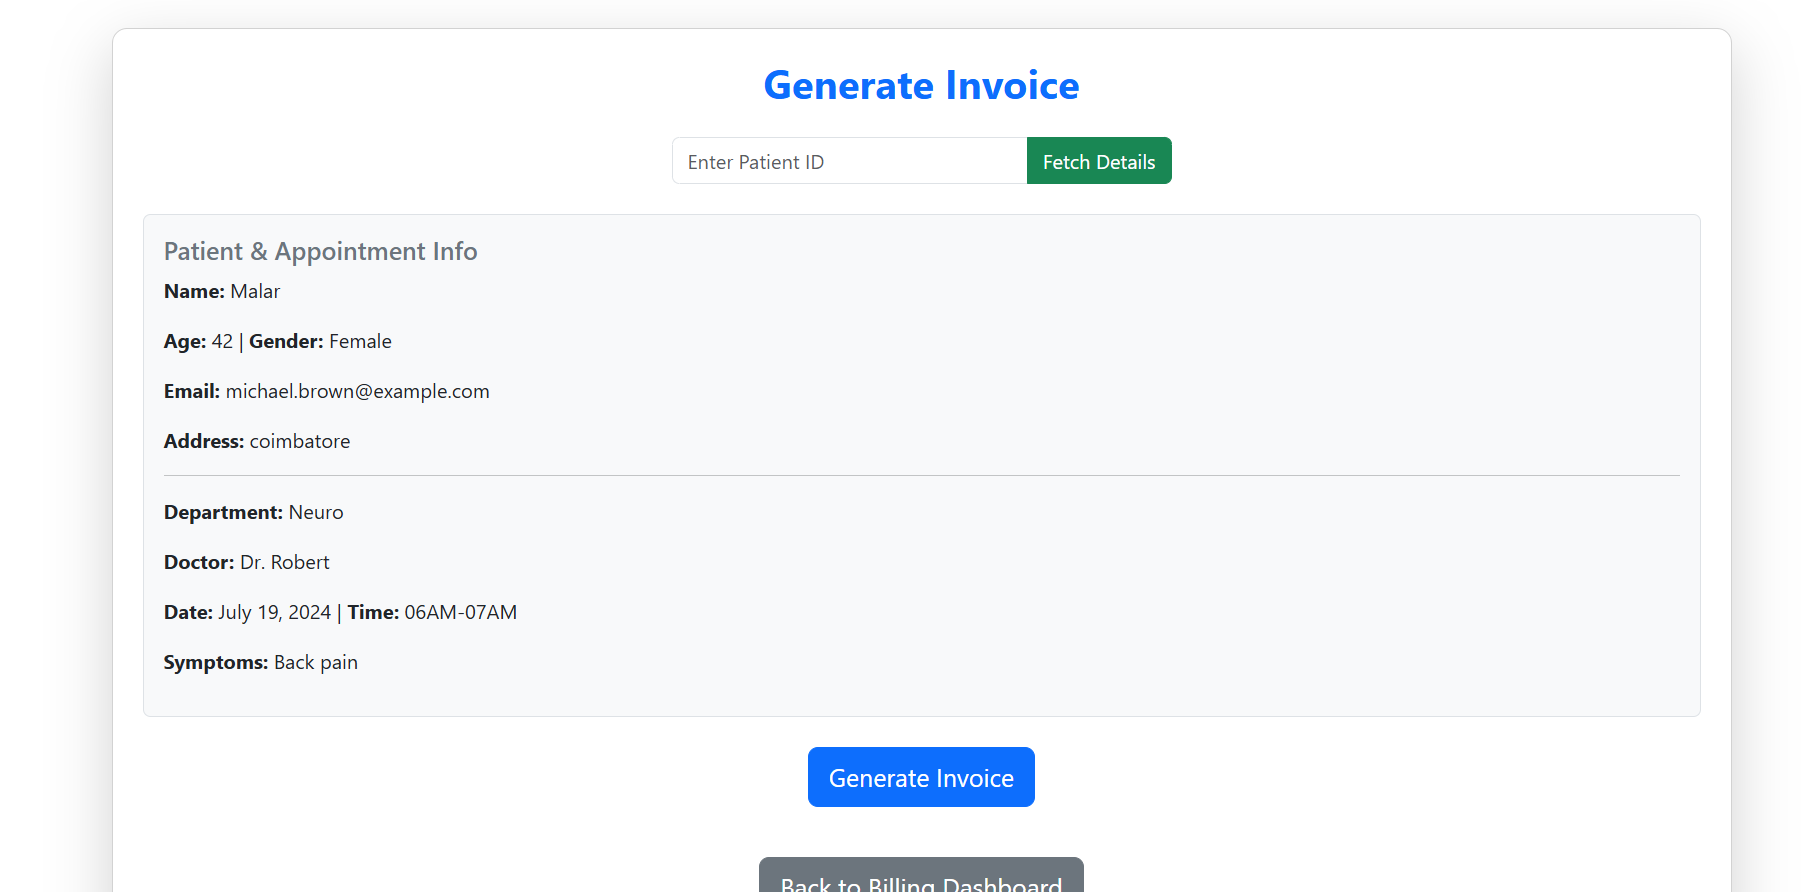 Generate Invoice
Enter Patient ID
Fetch Details
Patient & Appointment Info
Name: Malar
Age: 42 | Gender: Female
Email: michael.brown@example.com
Address: coimbatore
Department: Neuro
Doctor: Dr. Robert
Date: July 19, 2024 | Time: 06AM-07AM
Symptoms: Back pain
Generate Invoice
Back to Billing Dashboard